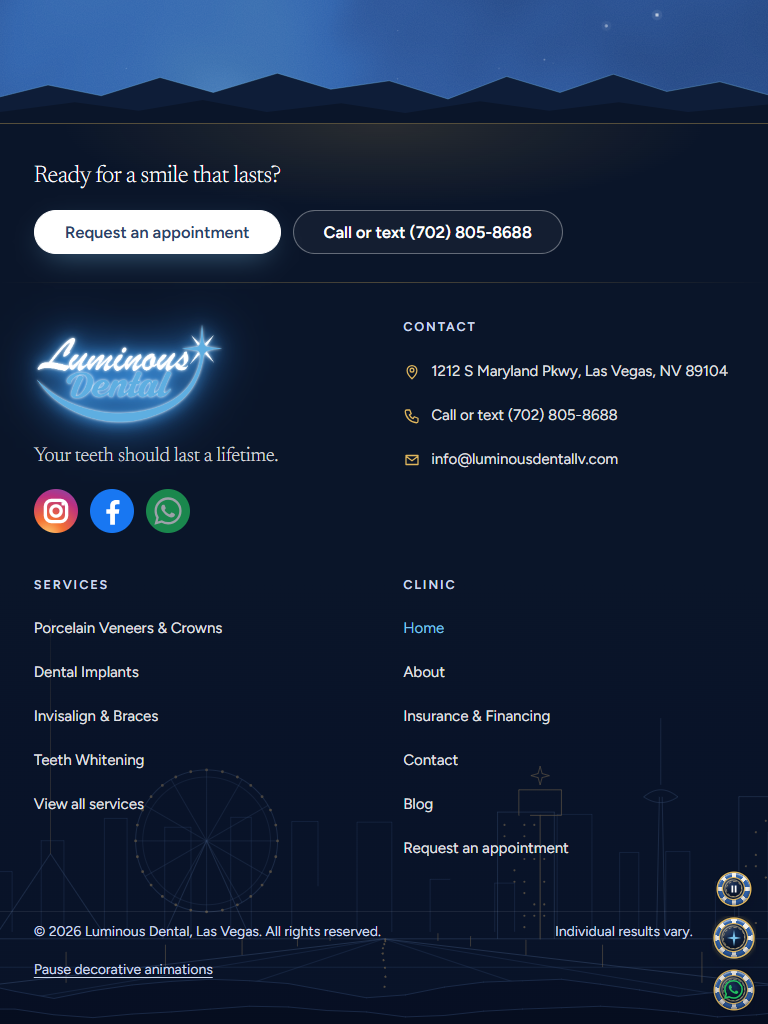 Ready for a smile that lasts?
Request an appointment
Call or text (702) 805-8688
Luminous
Dental
Your teeth should last a lifetime.
CONTACT
1212 S Maryland Pkwy, Las Vegas, NV 89104
Call or text (702) 805-8688
info@luminousdentallv.com
SERVICES
Porcelain Veneers & Crowns
Dental Implants
Invisalign & Braces
Teeth Whitening
View all services
CLINIC
Home
About
Insurance & Financing
Contact
Blog
Request an appointment
© 2026 Luminous Dental, Las Vegas. All rights reserved.
Individual results vary.
Pause decorative animations